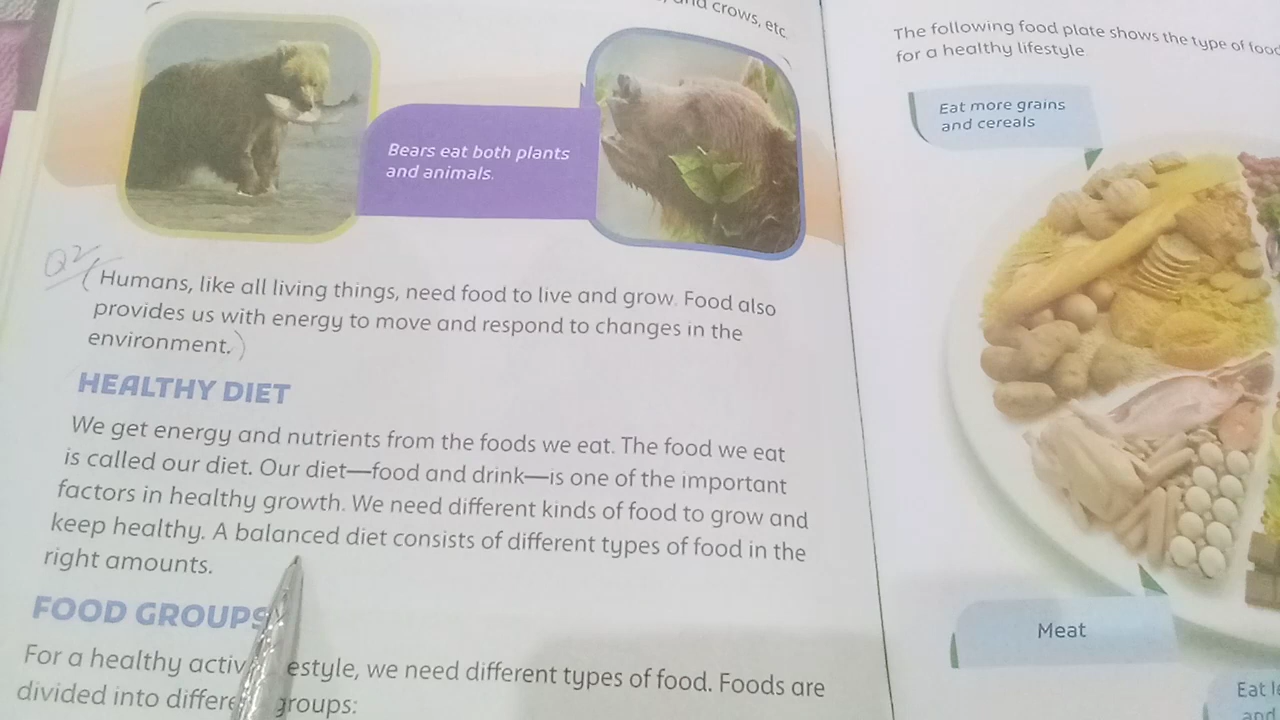 and crows, etc.
Bears eat both plants
and animals.
Q2
(Humans, like all living things, need food to live and grow. Food also
provides us with energy to move and respond to changes in the
environment.)
HEALTHY DIET
We get energy and nutrients from the foods we eat. The food we eat
is called our diet. Our diet—food and drink—is one of the important
factors in healthy growth. We need different kinds of food to grow and
keep healthy. A balanced diet consists of different types of food in the
right amounts.
FOOD GROUPS
For a healthy activ estyle, we need different types of food. Foods are
divided into differe groups:
The following food plate shows the type of food
for a healthy lifestyle
Eat more grains
and cereals
Meat
Eat le
and